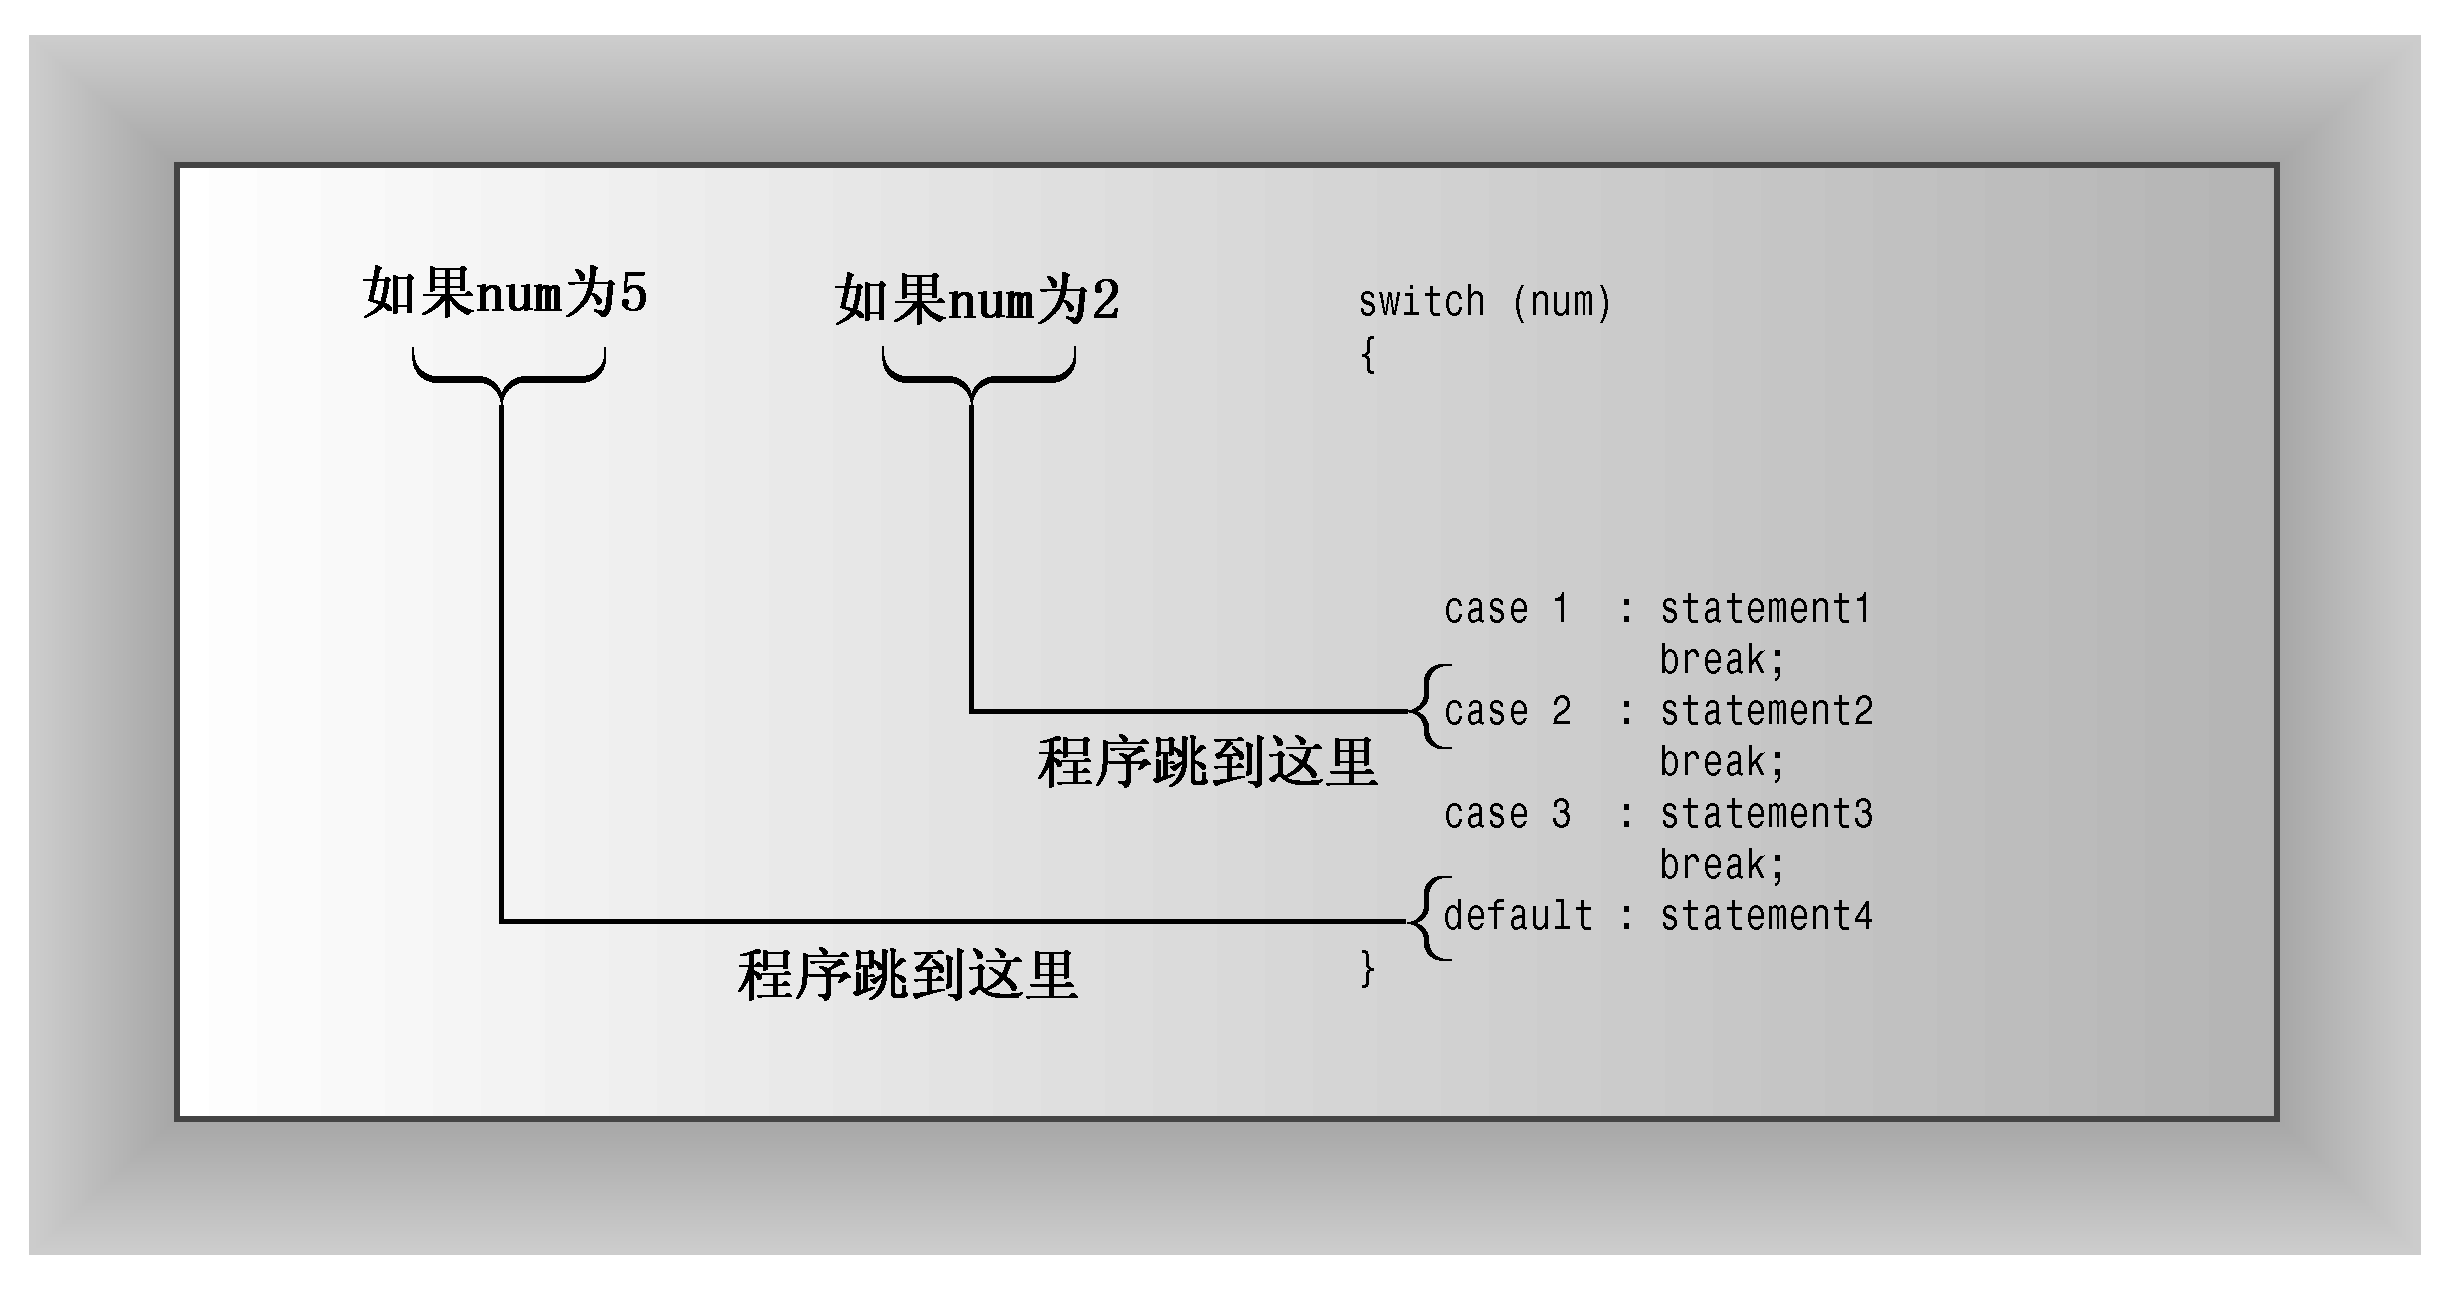 如果num为5
如果num为2
switch (num)
{
case 1  : statement1
break;
case 2  : statement2
break;
程序跳到这里
case 3  : statement3
break;
default : statement4
程序跳到这里
}